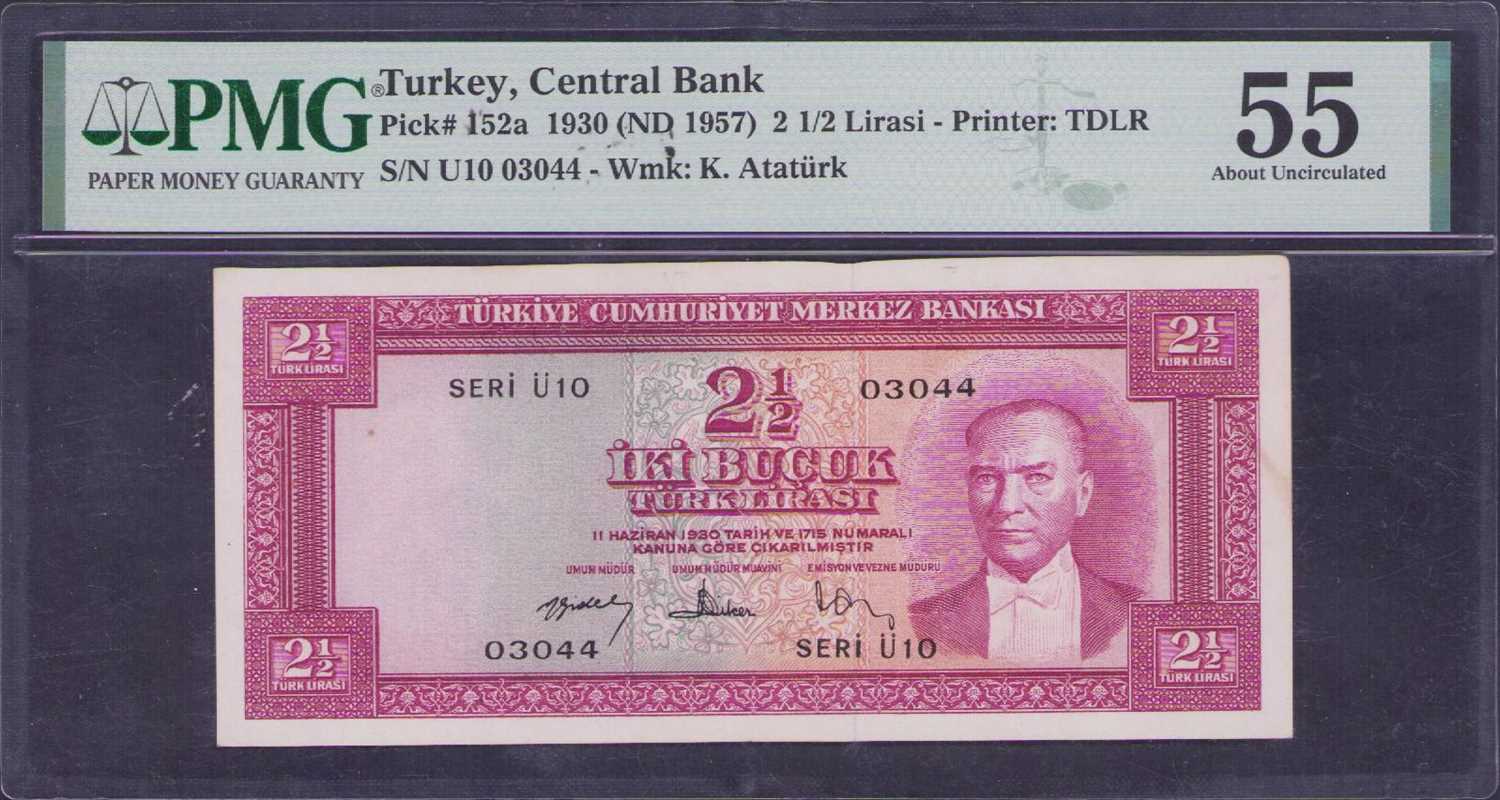 PMG®
PAPER MONEY GUARANTY
Turkey, Central Bank
Pick# 152a 1930 (ND 1957) 2 1/2 Lirasi - Printer: TDLR
S/N U10 03044 - Wmk: K. Atatürk
55
About Uncirculated
TÜRKİYE CUMHURİYET MERKEZ BANKASI
2½
TÜRK LİRASI
2½
TÜRK LİRASI
SERİ Ü10
2½
03044
İKİ BUÇUK
TÜRK LİRASI
11 HAZİRAN 1930 TARİH VE 1715 NUMARALI
KANUNA GÖRE ÇIKARILMIŞTIR
UMUM MÜDÜR UMUM MÜDÜR MUAVİNİ EMİSYON VE VEZNE MÜDÜRÜ
03044
SERİ Ü10
2½
TÜRK LİRASI
2½
TÜRK LİRASI